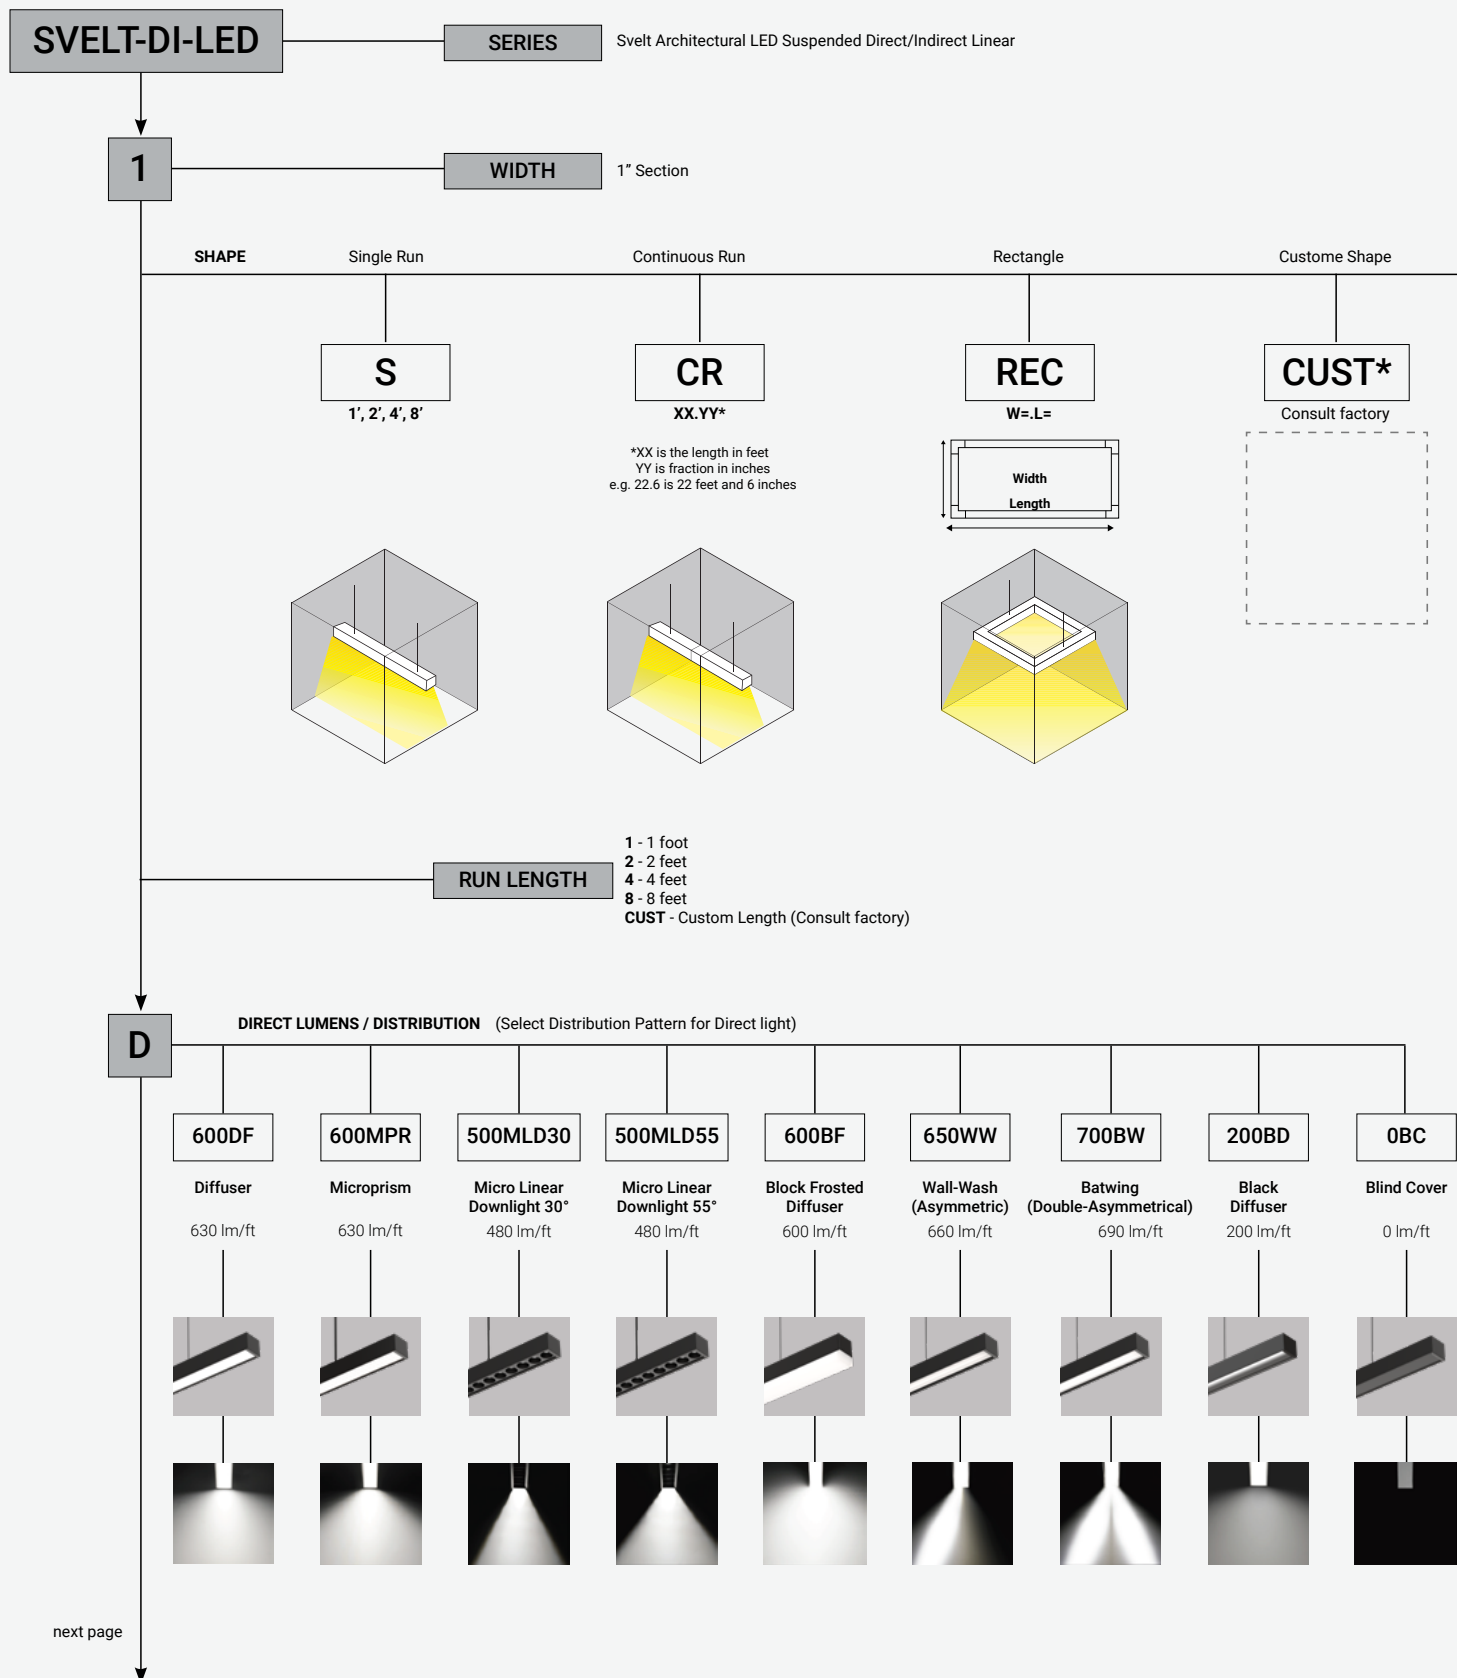 SVELT-DI-LED
SERIES
Svelt Architectural LED Suspended Direct/Indirect Linear
1
WIDTH
1” Section
SHAPE
Single Run
Continuous Run
Rectangle
Custome Shape
S
CR
REC
CUST*
1’, 2’, 4’, 8’
XX.YY*
W=.L=
Consult factory
*XX is the length in feet
YY is fraction in inches
e.g. 22.6 is 22 feet and 6 inches
Width
Length
RUN LENGTH
1 - 1 foot
2 - 2 feet
4 - 4 feet
8 - 8 feet
CUST - Custom Length (Consult factory)
D
DIRECT LUMENS / DISTRIBUTION (Select Distribution Pattern for Direct light)
600DF
600MPR
500MLD30
500MLD55
600BF
650WW
700BW
200BD
0BC
Diffuser
Microprism
Micro Linear
Downlight 30°
Micro Linear
Downlight 55°
Block Frosted
Diffuser
Wall-Wash
(Asymmetric)
Batwing
(Double-Asymmetrical)
Black
Diffuser
Blind Cover
630 lm/ft
630 lm/ft
480 lm/ft
480 lm/ft
600 lm/ft
660 lm/ft
690 lm/ft
200 lm/ft
0 lm/ft
next page